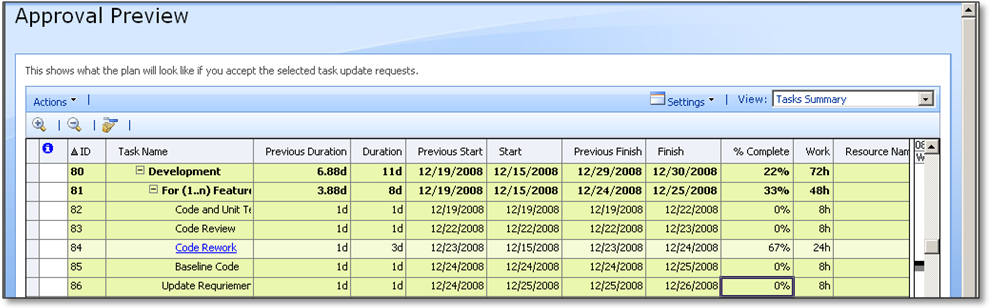 Approval Preview
This shows what the plan will look like if you accept the selected task update requests.
Actions Settings View: Tasks Summary
ID Task Name Previous Duration Duration Previous Start Start Previous Finish Finish % Complete Work Resource Nam
80 Development 6.88d 11d 12/19/2008 12/15/2008 12/29/2008 12/30/2008 22% 72h
81 For (1..n) Feature 3.88d 8d 12/19/2008 12/15/2008 12/24/2008 12/25/2008 33% 48h
82 Code and Unit Te 1d 1d 12/19/2008 12/19/2008 12/19/2008 12/22/2008 0% 8h
83 Code Review 1d 1d 12/22/2008 12/22/2008 12/22/2008 12/23/2008 0% 8h
84 Code Rework 1d 3d 12/23/2008 12/15/2008 12/23/2008 12/24/2008 67% 24h
85 Baseline Code 1d 1d 12/24/2008 12/24/2008 12/24/2008 12/25/2008 0% 8h
86 Update Requriemen 1d 1d 12/24/2008 12/25/2008 12/25/2008 12/26/2008 0% 8h